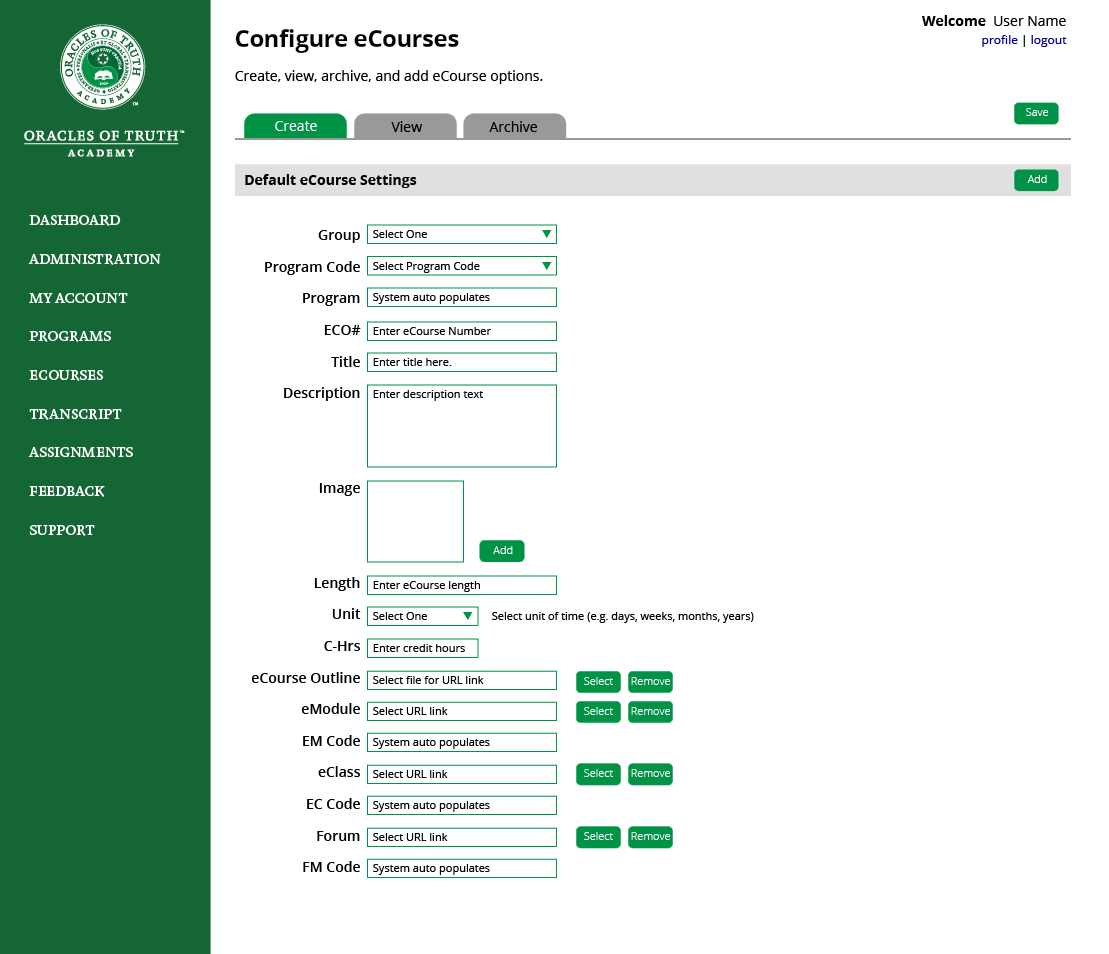 ORACLES OF TRUTH
ACADEMY
ORACLES OF TRUTH™
ACADEMY
DASHBOARD
ADMINISTRATION
MY ACCOUNT
PROGRAMS
ECOURSES
TRANSCRIPT
ASSIGNMENTS
FEEDBACK
SUPPORT
Welcome User Name
profile | logout
Configure eCourses
Create, view, archive, and add eCourse options.
Create View Archive Save
Default eCourse Settings Add
Group Select One
Program Code Select Program Code
Program System auto populates
ECO# Enter eCourse Number
Title Enter title here.
Description Enter description text
Image Add
Length Enter eCourse length
Unit Select One Select unit of time (e.g. days, weeks, months, years)
C-Hrs Enter credit hours
eCourse Outline Select file for URL link Select Remove
eModule Select URL link Select Remove
EM Code System auto populates
eClass Select URL link Select Remove
EC Code System auto populates
Forum Select URL link Select Remove
FM Code System auto populates